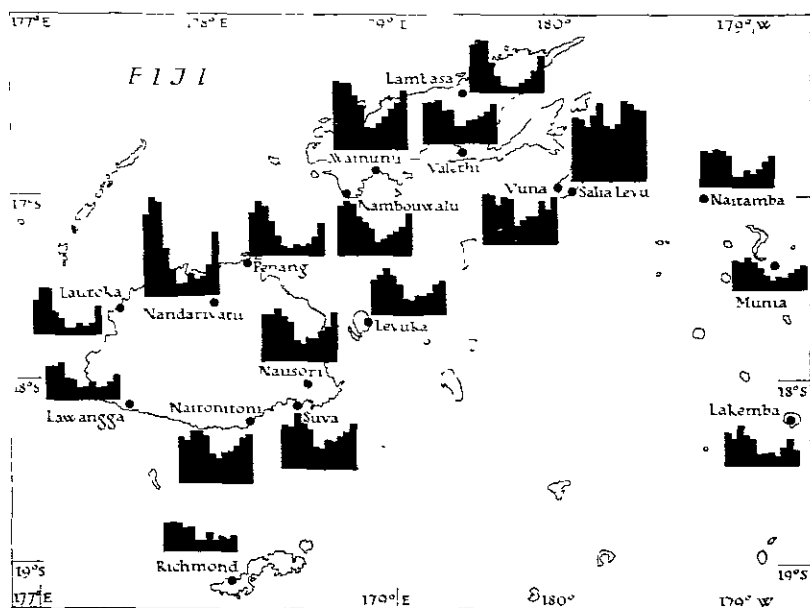 177°E
179°E
180°
179°W
FIJI
Lambasa
Wainunu
Valethi
Vuna
Salia Levu
17°S
Nambouwalu
Naitamba
Penang
Lautoka
Nandarivatu
Levuka
Munia
Nausori
18°S
18°S
Lawangga
Naitonitoni
Suva
Lakemba
Richmond
19°S
19°S
177°E
179°E
180°
179°W